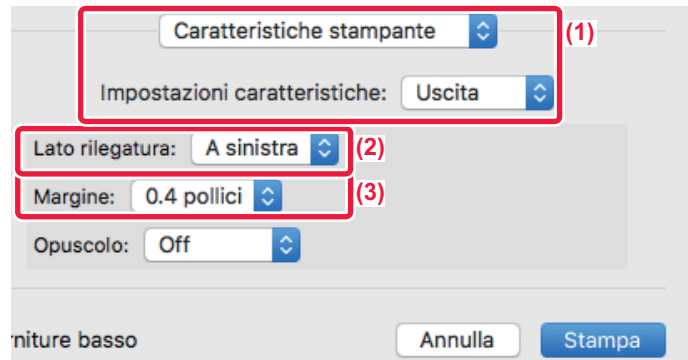 Caratteristiche stampante (1)
Impostazioni caratteristiche: Uscita
Lato rilegatura: A sinistra (2)
Margine: 0.4 pollici (3)
Opuscolo: Off
rniture basso Annulla Stampa